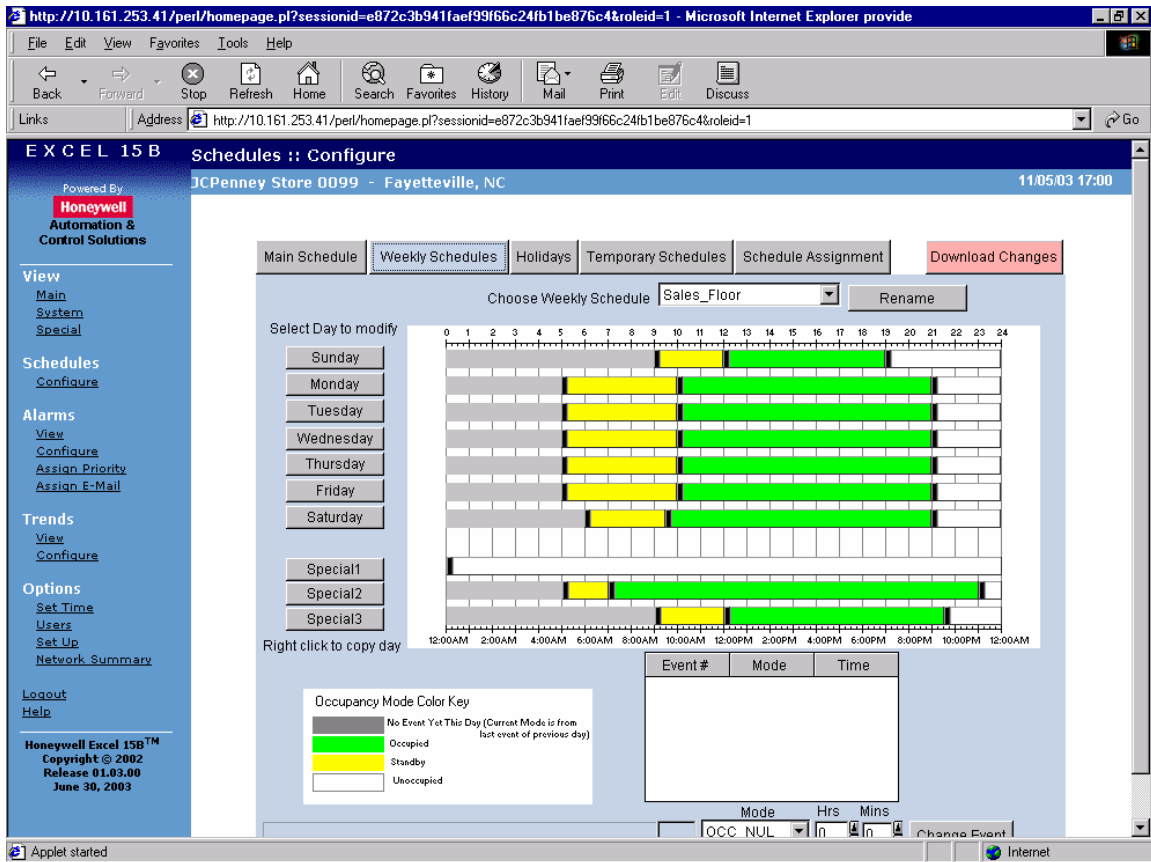 http://10.161.253.41/perl/homepage.pl?sessionid=e872c3b941faef99f66c24fb1be876c4&roleid=1 - Microsoft Internet Explorer provide
File Edit View Favorites Tools Help
Back Forward Stop Refresh Home Search Favorites History Mail Print Edit Discuss
Links Address http://10.161.253.41/perl/homepage.pl?sessionid=e872c3b941faef99f66c24fb1be876c4&roleid=1 Go
EXCEL 15 B
Powered By
Honeywell
Automation &
Control Solutions
View
Main
System
Special
Schedules
Configure
Alarms
View
Configure
Assign Priority
Assign E-Mail
Trends
View
Configure
Options
Set Time
Users
Set Up
Network Summary
Logout
Help
Honeywell Excel 15B™
Copyright © 2002
Release 01.03.00
June 30, 2003
Schedules :: Configure
JCPenney Store 0099 - Fayetteville, NC 11/05/03 17:00
Main Schedule Weekly Schedules Holidays Temporary Schedules Schedule Assignment Download Changes
Choose Weekly Schedule Sales_Floor Rename
Select Day to modify 0 1 2 3 4 5 6 7 8 9 10 11 12 13 14 15 16 17 18 19 20 21 22 23 24
Sunday
Monday
Tuesday
Wednesday
Thursday
Friday
Saturday
Special1
Special2
Special3
Right click to copy day 12:00AM 2:00AM 4:00AM 6:00AM 8:00AM 10:00AM 12:00PM 2:00PM 4:00PM 6:00PM 8:00PM 10:00PM 12:00AM
Event # Mode Time
Occupancy Mode Color Key
No Event Yet This Day (Current Mode is from
last event of previous day)
Occupied
Standby
Unoccupied
Mode Hrs Mins
OCC_NUL 0 0 Change Event
Applet started Internet